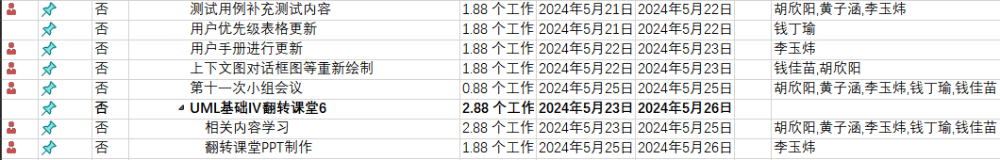 否 测试用例补充测试内容 1.88 个工作 2024年5月21日 2024年5月22日 胡欣阳,黄子涵,李玉炜
否 用户优先级表格更新 1.88 个工作 2024年5月21日 2024年5月22日 钱丁瑜
否 用户手册进行更新 1.88 个工作 2024年5月22日 2024年5月23日 李玉炜
否 上下文图对话框图等重新绘制 1.88 个工作 2024年5月22日 2024年5月23日 钱佳苗,胡欣阳
否 第十一次小组会议 0.88 个工作 2024年5月25日 2024年5月25日 胡欣阳,黄子涵,李玉炜,钱丁瑜,钱佳苗
否 UML基础IV翻转课堂6 2.88 个工作 2024年5月23日 2024年5月26日
否 相关内容学习 2.88 个工作 2024年5月23日 2024年5月25日 胡欣阳,黄子涵,李玉炜,钱丁瑜,钱佳苗
否 翻转课堂PPT制作 1.88 个工作 2024年5月25日 2024年5月26日 李玉炜